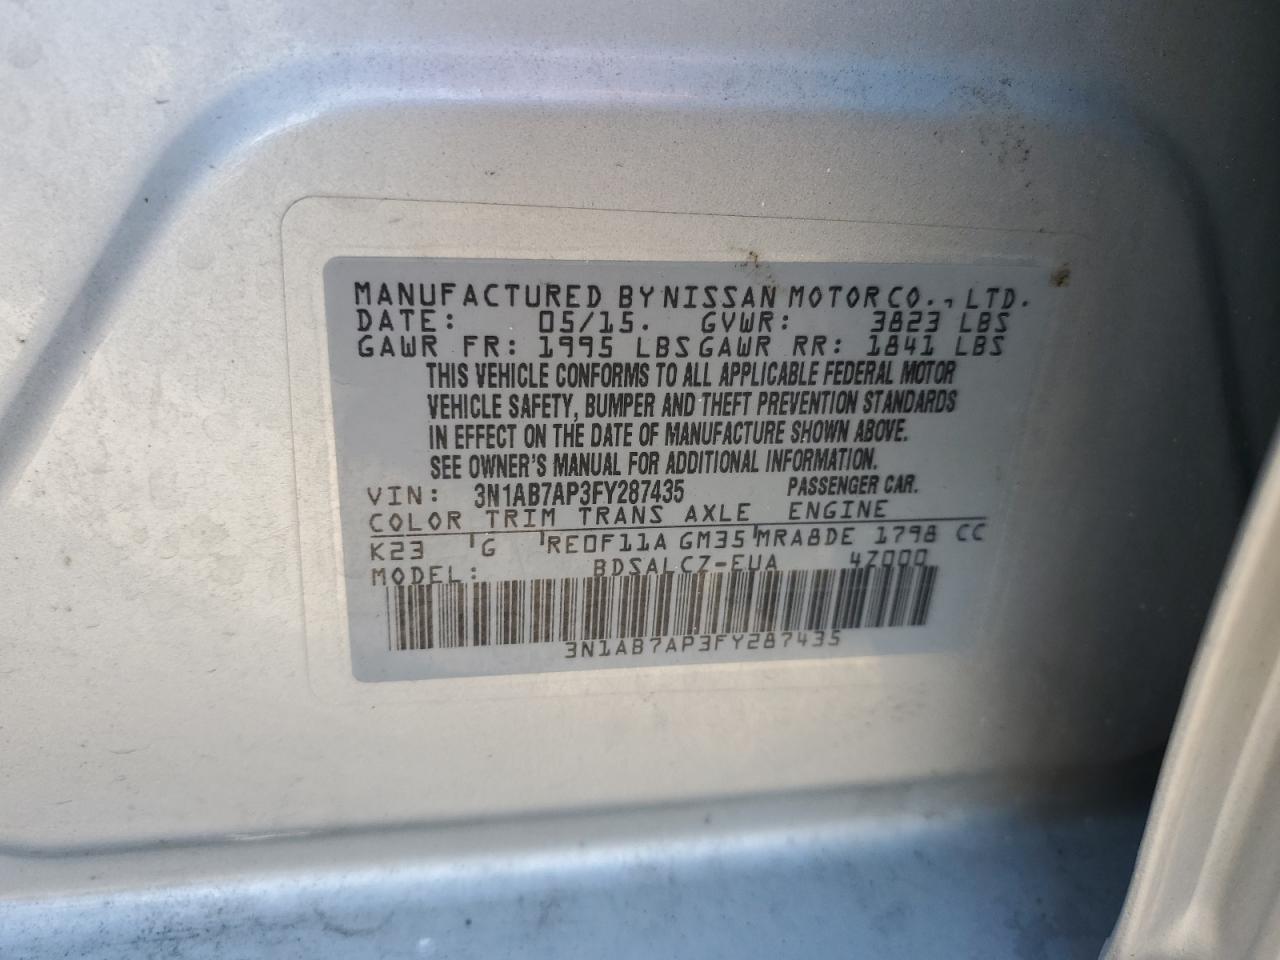 MANUFACTURED BY NISSAN MOTOR CO., LTD.
DATE: 05/15. GVWR: 3823 LBS
GAWR FR: 1995 LBS GAWR RR: 1841 LBS
THIS VEHICLE CONFORMS TO ALL APPLICABLE FEDERAL MOTOR
VEHICLE SAFETY, BUMPER AND THEFT PREVENTION STANDARDS
IN EFFECT ON THE DATE OF MANUFACTURE SHOWN ABOVE.
SEE OWNER'S MANUAL FOR ADDITIONAL INFORMATION.
VIN: 3N1AB7AP3FY287435 PASSENGER CAR.
COLOR TRIM TRANS AXLE ENGINE
K23 G RE0F11A GM35 MRA8DE 1798 CC
MODEL: BDSALCZ-EUA 4Z000
3N1AB7AP3FY287435